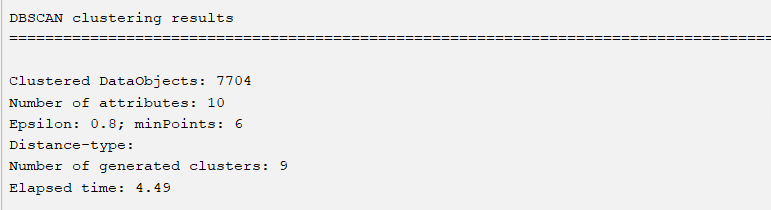 DBSCAN clustering results
========================================================================================
Clustered DataObjects: 7704
Number of attributes: 10
Epsilon: 0.8; minPoints: 6
Distance-type:
Number of generated clusters: 9
Elapsed time: 4.49